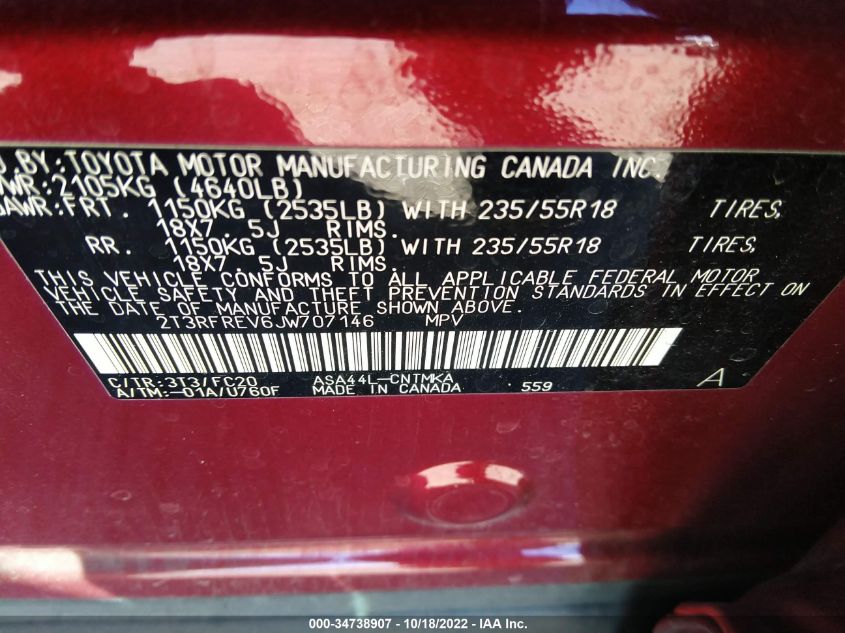 BY:TOYOTA MOTOR MANUFACTURING CANADA INC.
2105KG (4640LB)
GAWR:FRT. 1150KG (2535LB) WITH 235/55R18 TIRES,
18X7.5J RIMS.
RR. 1150KG (2535LB) WITH 235/55R18 TIRES,
18X7.5J RIMS.
THIS VEHICLE CONFORMS TO ALL APPLICABLE FEDERAL MOTOR
VEHICLE SAFETY AND THEFT PREVENTION STANDARDS IN EFFECT ON
THE DATE OF MANUFACTURE SHOWN ABOVE.
2T3RFREV6JW707146 MPV
C/TR:3T3/FC20 ASA44L-CNTMKA 559 A
A/TM:-01A/U760F MADE IN CANADA
000-34738907 - 10/18/2022 - IAA Inc.